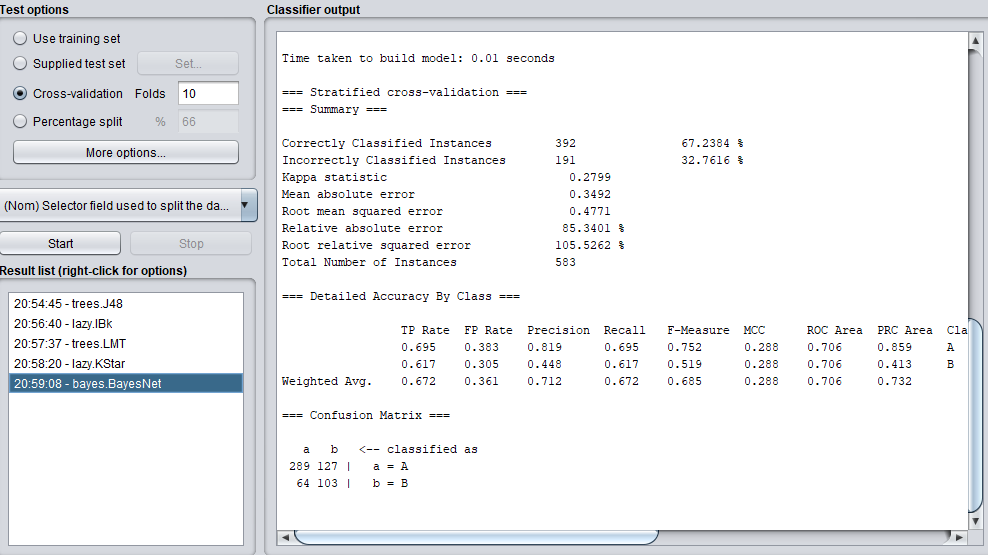 Test options
Use training set
Supplied test set Set...
Cross-validation Folds 10
Percentage split % 66
More options...
(Nom) Selector field used to split the da...
Start Stop
Result list (right-click for options)
20:54:45 - trees.J48
20:56:40 - lazy.IBk
20:57:37 - trees.LMT
20:58:20 - lazy.KStar
20:59:08 - bayes.BayesNet
Classifier output
Time taken to build model: 0.01 seconds
=== Stratified cross-validation ===
=== Summary ===
Correctly Classified Instances 392 67.2384 %
Incorrectly Classified Instances 191 32.7616 %
Kappa statistic 0.2799
Mean absolute error 0.3492
Root mean squared error 0.4771
Relative absolute error 85.3401 %
Root relative squared error 105.5262 %
Total Number of Instances 583
=== Detailed Accuracy By Class ===
TP Rate FP Rate Precision Recall F-Measure MCC ROC Area PRC Area Cla
0.695 0.383 0.819 0.695 0.752 0.288 0.706 0.859 A
0.617 0.305 0.448 0.617 0.519 0.288 0.706 0.413 B
Weighted Avg. 0.672 0.361 0.712 0.672 0.685 0.288 0.706 0.732
=== Confusion Matrix ===
a b <-- classified as
289 127 | a = A
64 103 | b = B